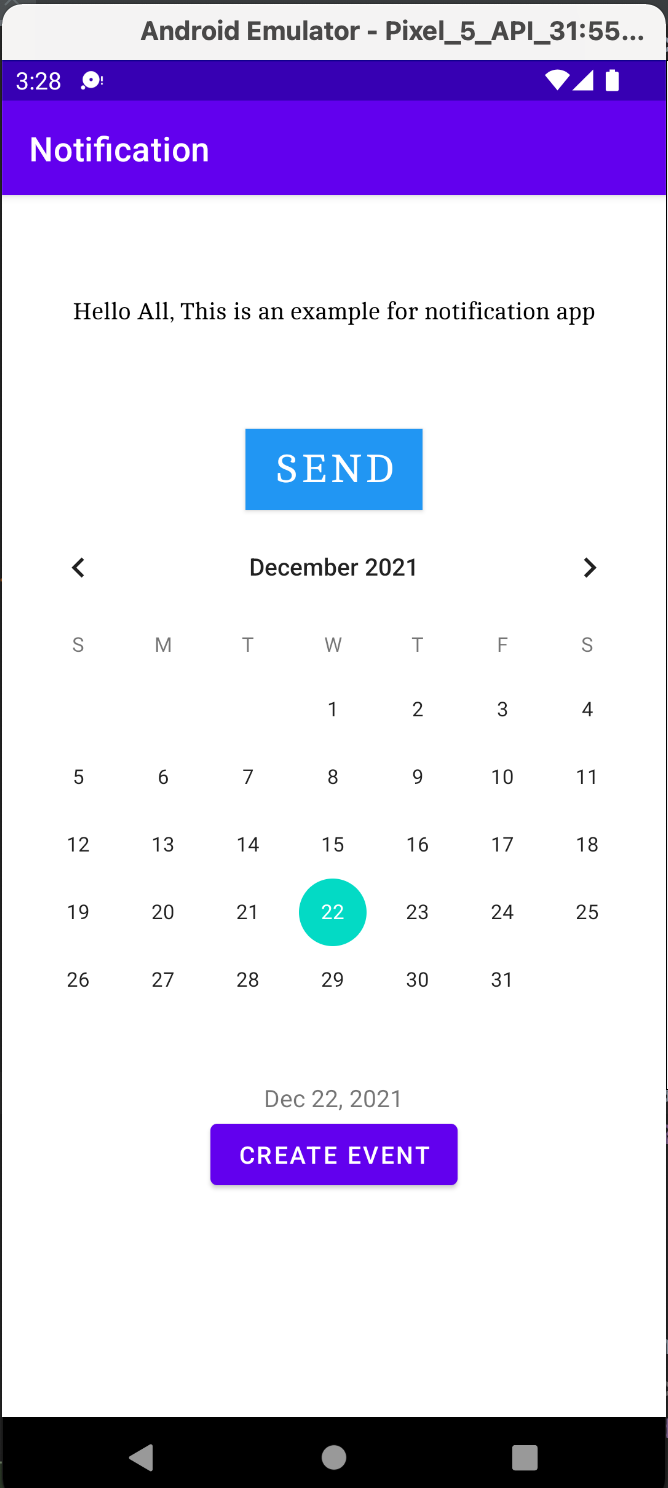 Android Emulator - Pixel_5_API_31:55...
3:28
Notification
Hello All, This is an example for notification app
SEND
December 2021
S M T W T F S
1 2 3 4
5 6 7 8 9 10 11
12 13 14 15 16 17 18
19 20 21 22 23 24 25
26 27 28 29 30 31
Dec 22, 2021
CREATE EVENT